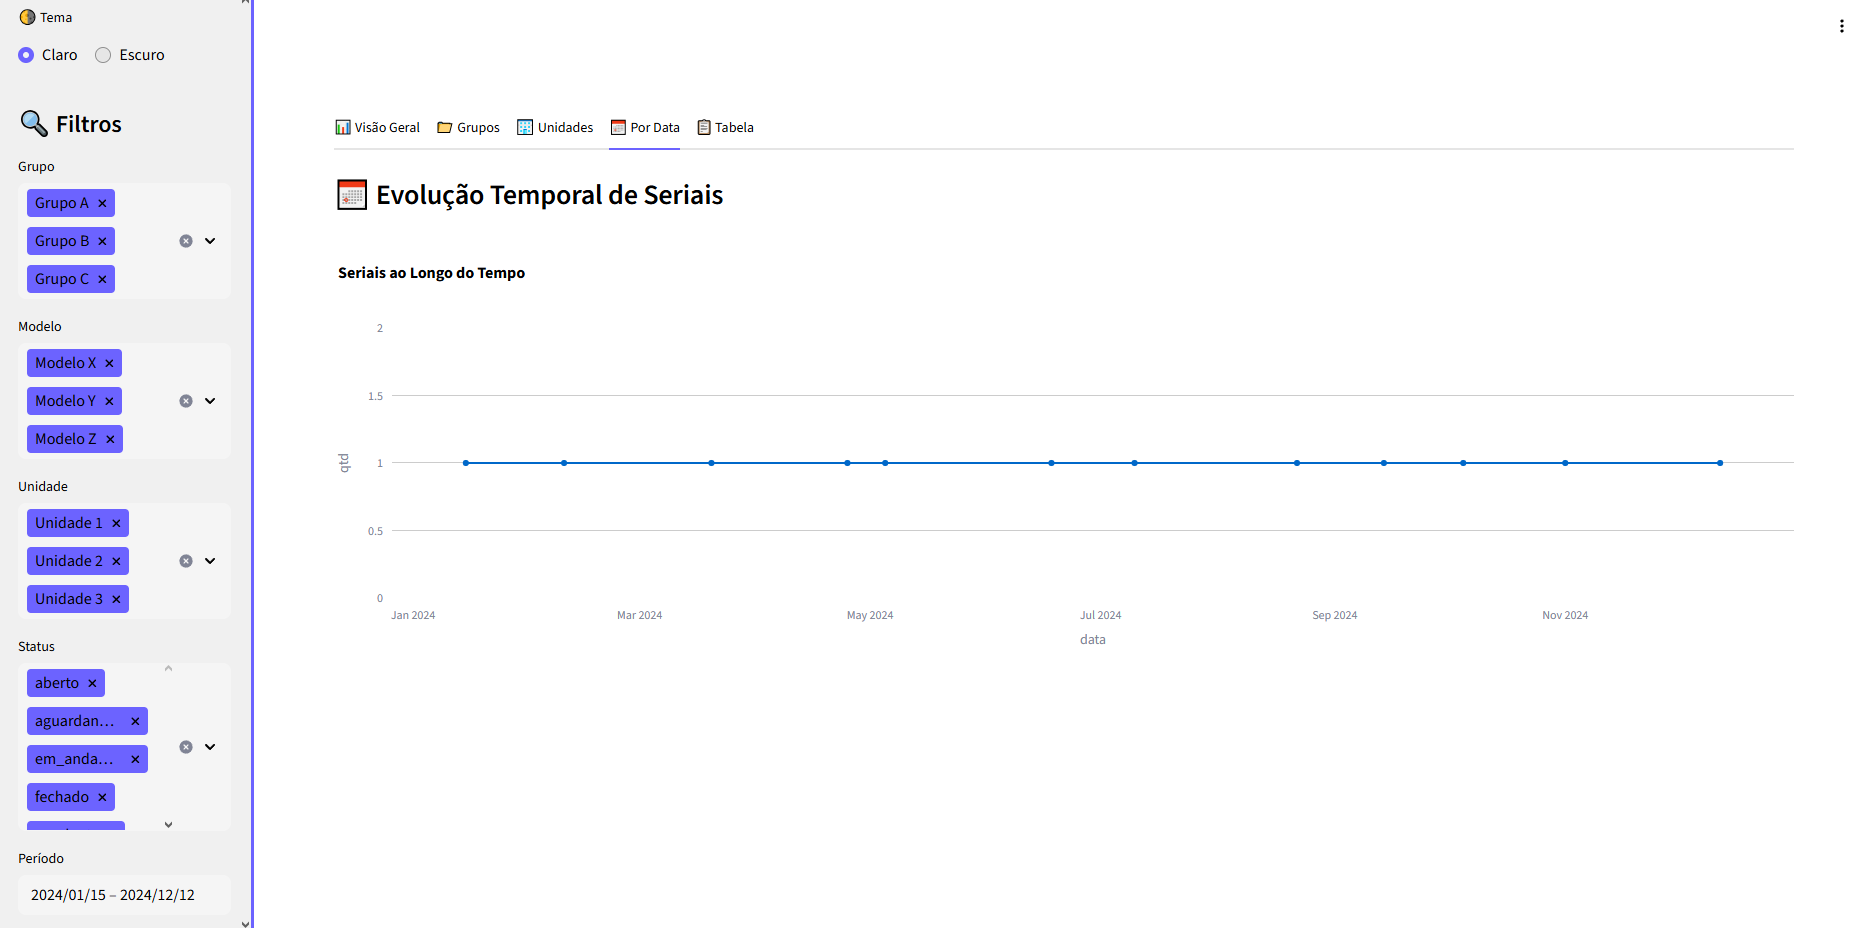 Tema
Claro Escuro
Filtros
Grupo
Grupo A
Grupo B
Grupo C
Modelo
Modelo X
Modelo Y
Modelo Z
Unidade
Unidade 1
Unidade 2
Unidade 3
Status
aberto
aguardan...
em_anda...
fechado
Período
2024/01/15 – 2024/12/12
Visão Geral Grupos Unidades Por Data Tabela
Evolução Temporal de Seriais
Seriais ao Longo do Tempo
2
1.5
1
0.5
0
qtd
Jan 2024 Mar 2024 May 2024 Jul 2024 Sep 2024 Nov 2024
data